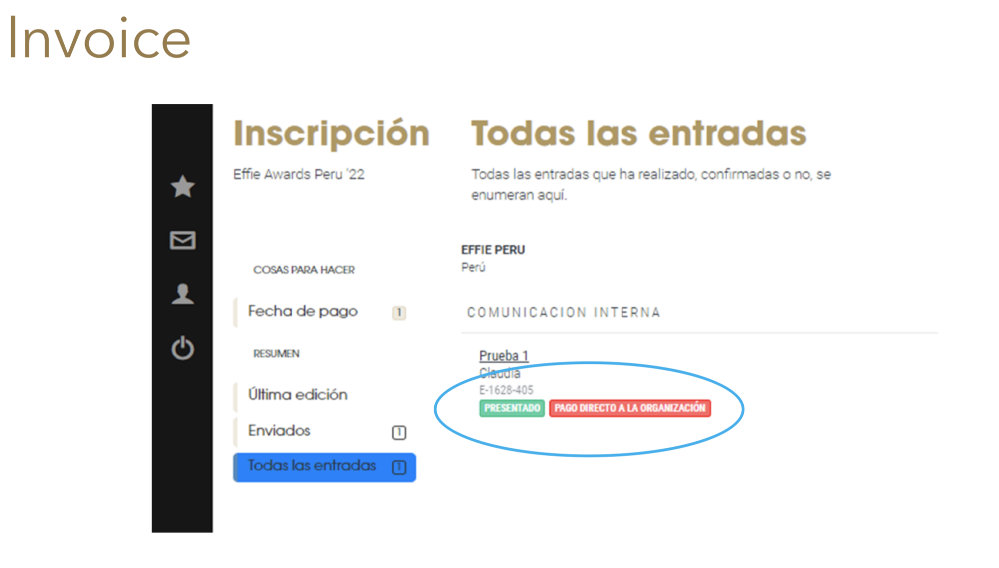 Invoice
Inscripción
Effie Awards Peru '22
COSAS PARA HACER
Fecha de pago 1
RESUMEN
Última edición
Enviados 1
Todas las entradas 1
Todas las entradas
Todas las entradas que ha realizado, confirmadas o no, se
enumeran aquí.
EFFIE PERU
Perú
COMUNICACION INTERNA
Prueba 1
Claudia
E-1628-405
PRESENTADO PAGO DIRECTO A LA ORGANIZACIÓN